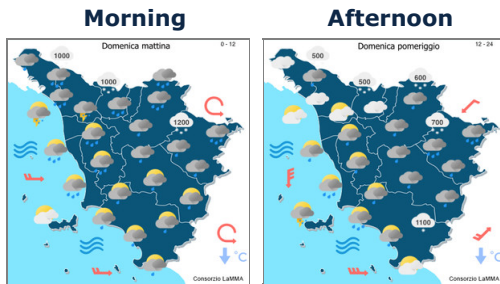 Morning
Afternoon
Domenica mattina
0 - 12
1000
1000
1200
°C
Consorzio LaMMA
Domenica pomeriggio
12 - 24
500
500
600
700
1100
°C
Consorzio LaMMA